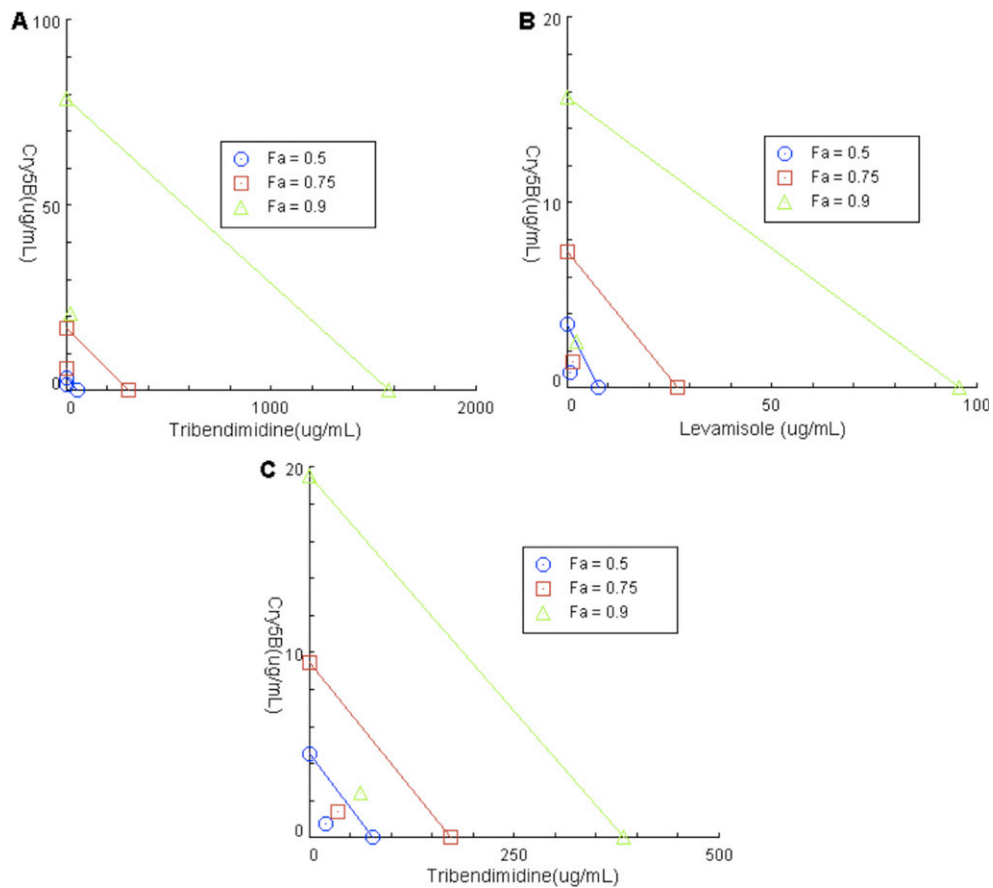 A
100
50
0
Cry5B(ug/mL)
Fa = 0.5
Fa = 0.75
Fa = 0.9
0 1000 2000
Tribendimidine(ug/mL)
B
20
10
0
Cry5B(ug/mL)
Fa = 0.5
Fa = 0.75
Fa = 0.9
0 50 100
Levamisole (ug/mL)
C
20
10
0
Cry5B(ug/mL)
Fa = 0.5
Fa = 0.75
Fa = 0.9
0 250 500
Tribendimidine(ug/mL)